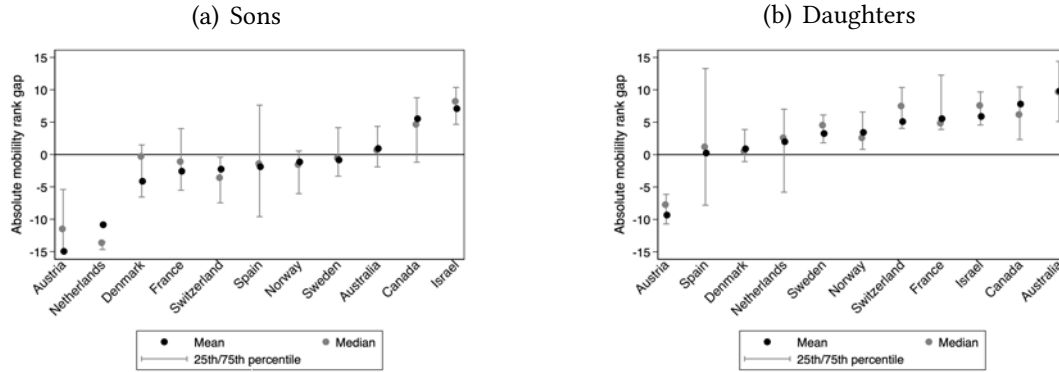 (a) Sons
Absolute mobility rank gap
15
10
5
0
-5
-10
-15
Austria
Netherlands
Denmark
France
Switzerland
Spain
Norway
Sweden
Australia
Canada
Israel
Mean
Median
25th/75th percentile
(b) Daughters
Absolute mobility rank gap
15
10
5
0
-5
-10
-15
Austria
Spain
Denmark
Netherlands
Sweden
Norway
Switzerland
France
Israel
Canada
Australia
Mean
Median
25th/75th percentile